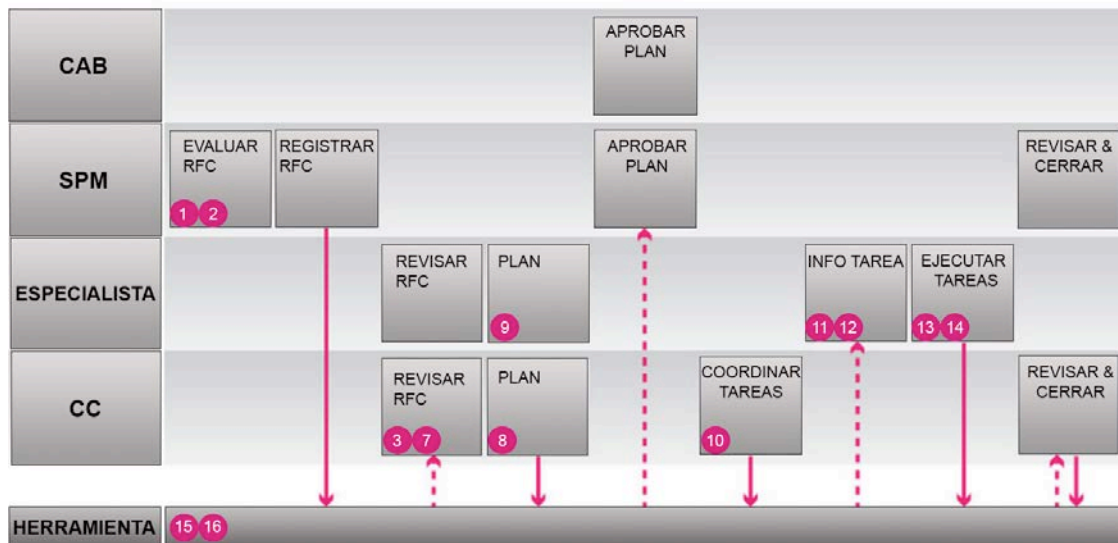 CAB
APROBAR
PLAN
SPM
EVALUAR
RFC
1 2
REGISTRAR
RFC
APROBAR
PLAN
REVISAR &
CERRAR
ESPECIALISTA
REVISAR
RFC
PLAN
9
INFO TAREA
11 12
EJECUTAR
TAREAS
13 14
CC
REVISAR
RFC
3 7
PLAN
8
COORDINAR
TAREAS
10
REVISAR &
CERRAR
HERRAMIENTA
15 16